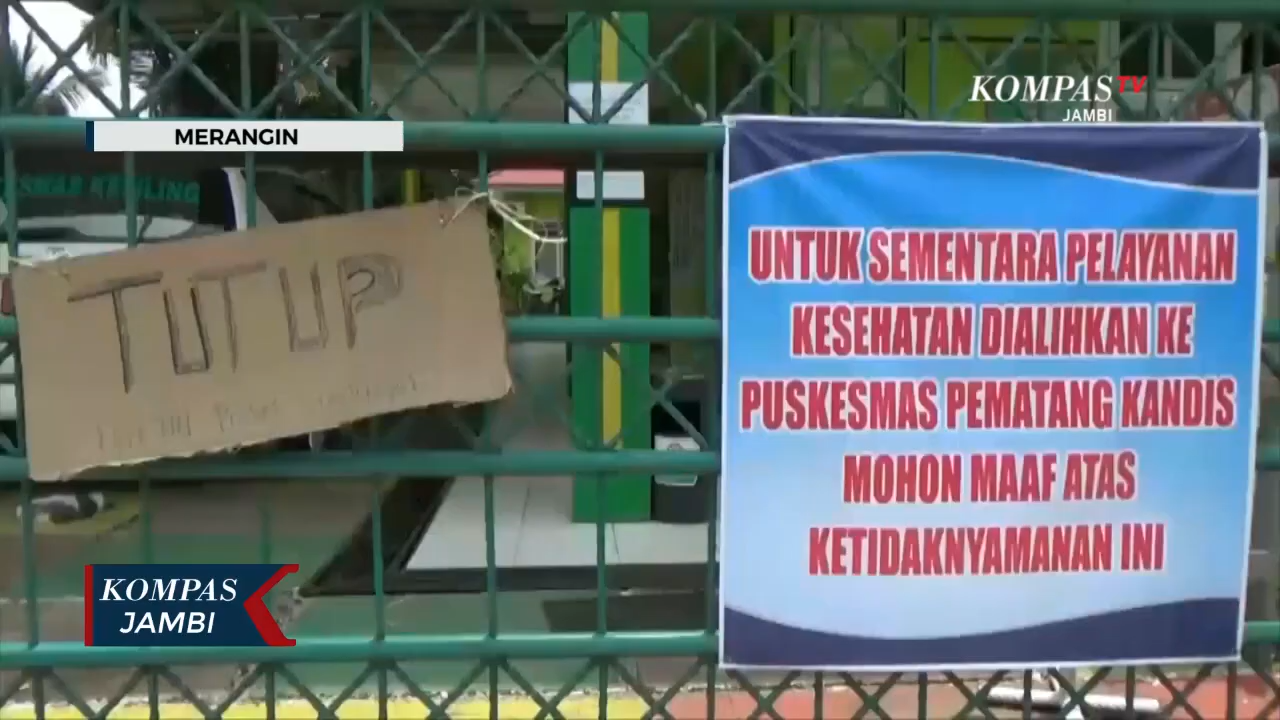 KOMPAS TV
JAMBI
MERANGIN
KELILING
TUTUP
UNTUK SEMENTARA PELAYANAN
KESEHATAN DIALIHKAN KE
PUSKESMAS PEMATANG KANDIS
MOHON MAAF ATAS
KETIDAKNYAMANAN INI
KOMPAS
JAMBI